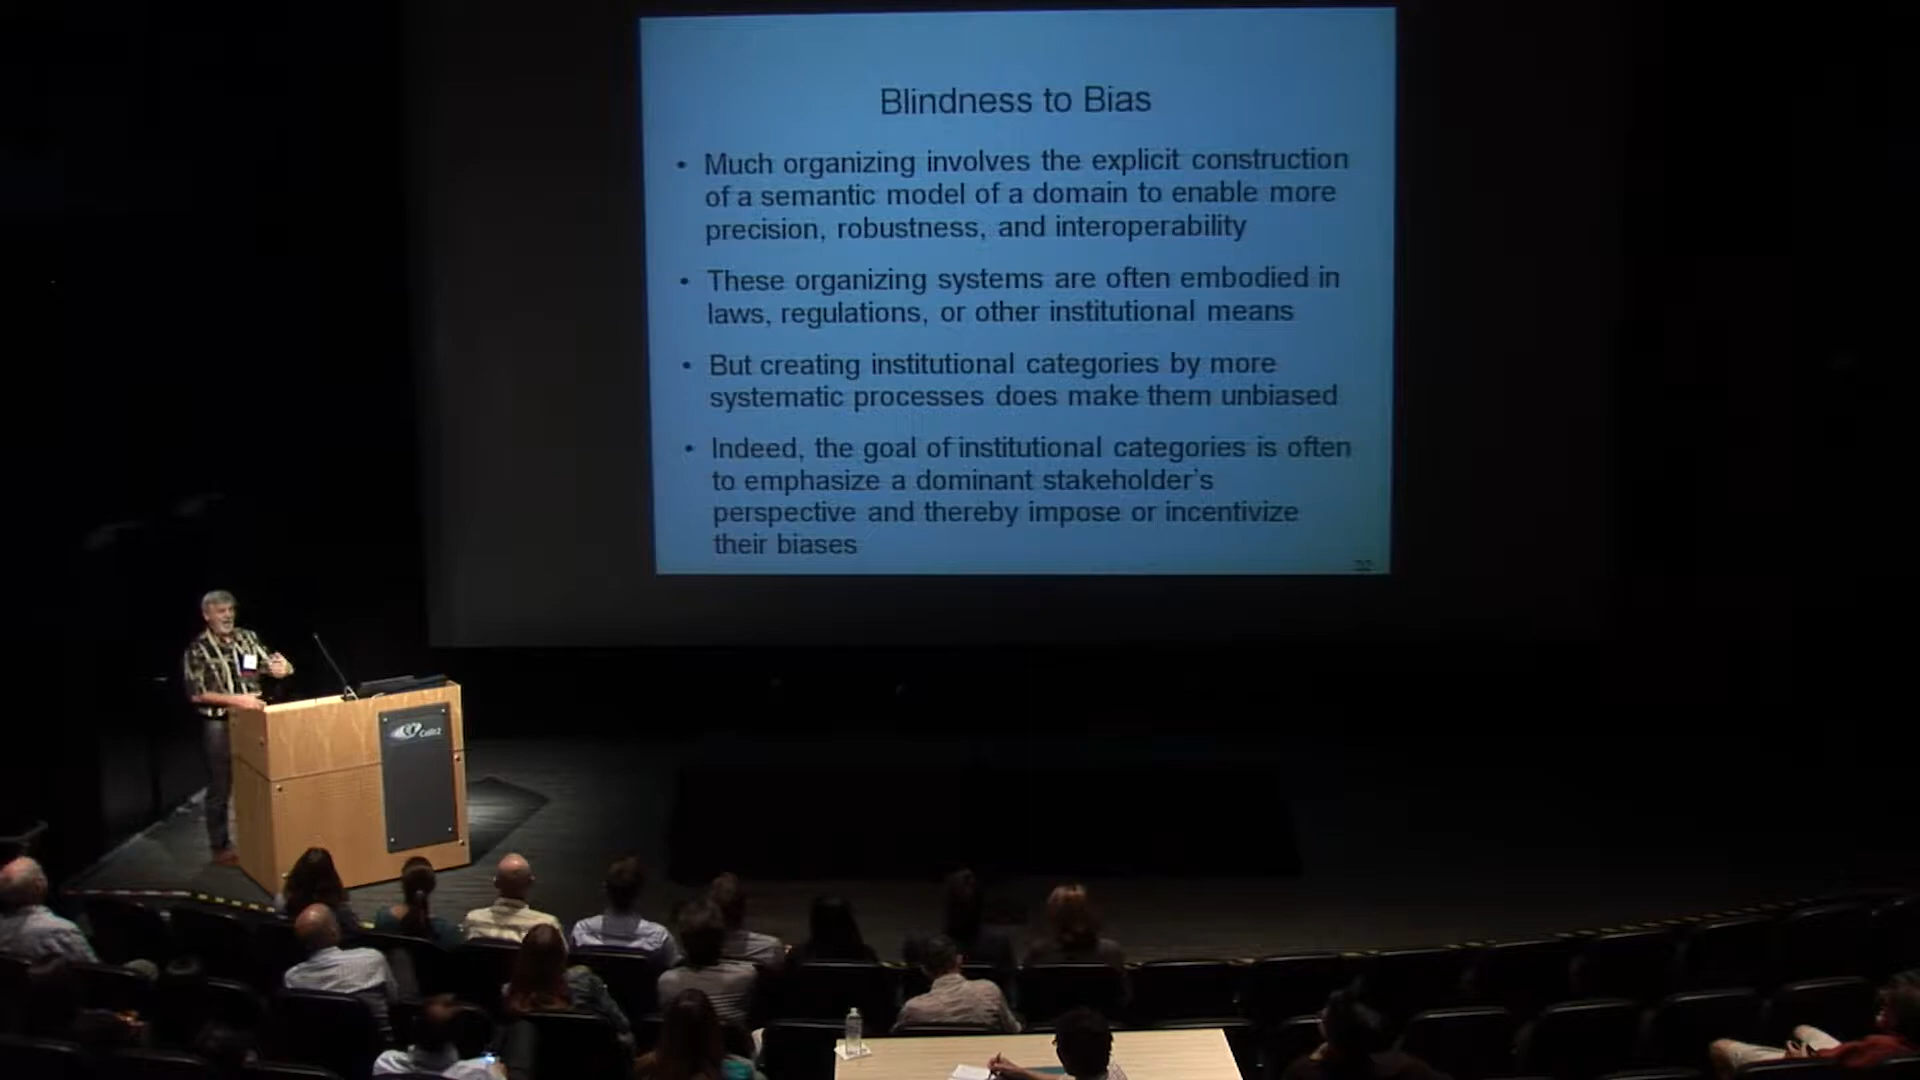 Blindness to Bias
• Much organizing involves the explicit construction
of a semantic model of a domain to enable more
precision, robustness, and interoperability
• These organizing systems are often embodied in
laws, regulations, or other institutional means
• But creating institutional categories by more
systematic processes does make them unbiased
• Indeed, the goal of institutional categories is often
to emphasize a dominant stakeholder's
perspective and thereby impose or incentivize
their biases
Calit2